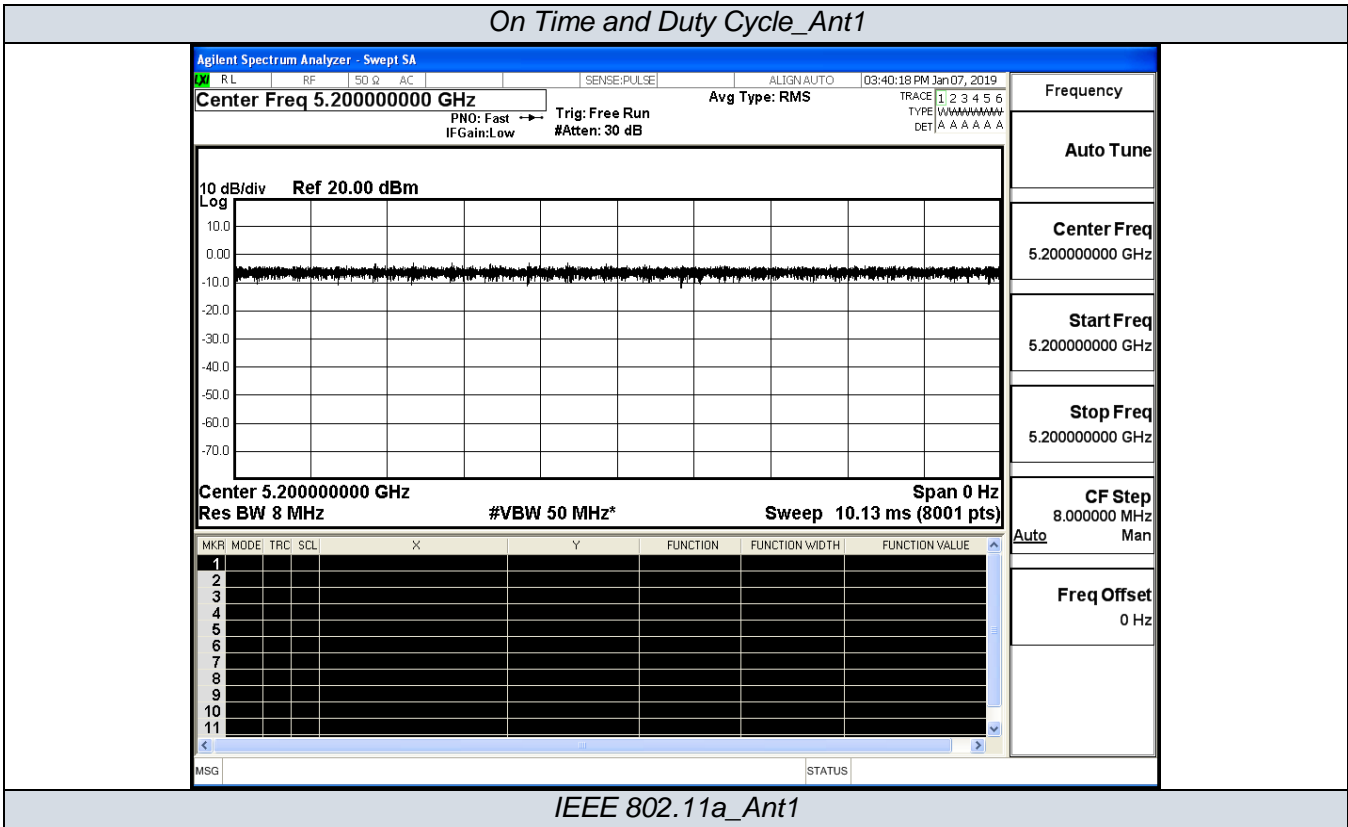 On Time and Duty Cycle_Ant1
Agilent Spectrum Analyzer - Swept SA
LXI RL RF 50 Ω AC SENSE:PULSE ALIGN AUTO 03:40:18 PM Jan 07, 2019
Center Freq 5.200000000 GHz
PNO: Fast
IFGain:Low
Trig: Free Run
#Atten: 30 dB
Avg Type: RMS
TRACE 1 2 3 4 5 6
TYPE WWWWWWW
DET A A A A A A
10 dB/div Ref 20.00 dBm
Log
10.0
0.00
-10.0
-20.0
-30.0
-40.0
-50.0
-60.0
-70.0
Center 5.200000000 GHz Span 0 Hz
Res BW 8 MHz #VBW 50 MHz* Sweep 10.13 ms (8001 pts)
MKR MODE TRC SCL X Y FUNCTION FUNCTION WIDTH FUNCTION VALUE
1
2
3
4
5
6
7
8
9
10
11
MSG STATUS
Frequency
Auto Tune
Center Freq
5.200000000 GHz
Start Freq
5.200000000 GHz
Stop Freq
5.200000000 GHz
CF Step
8.000000 MHz
Auto Man
Freq Offset
0 Hz
IEEE 802.11a_Ant1